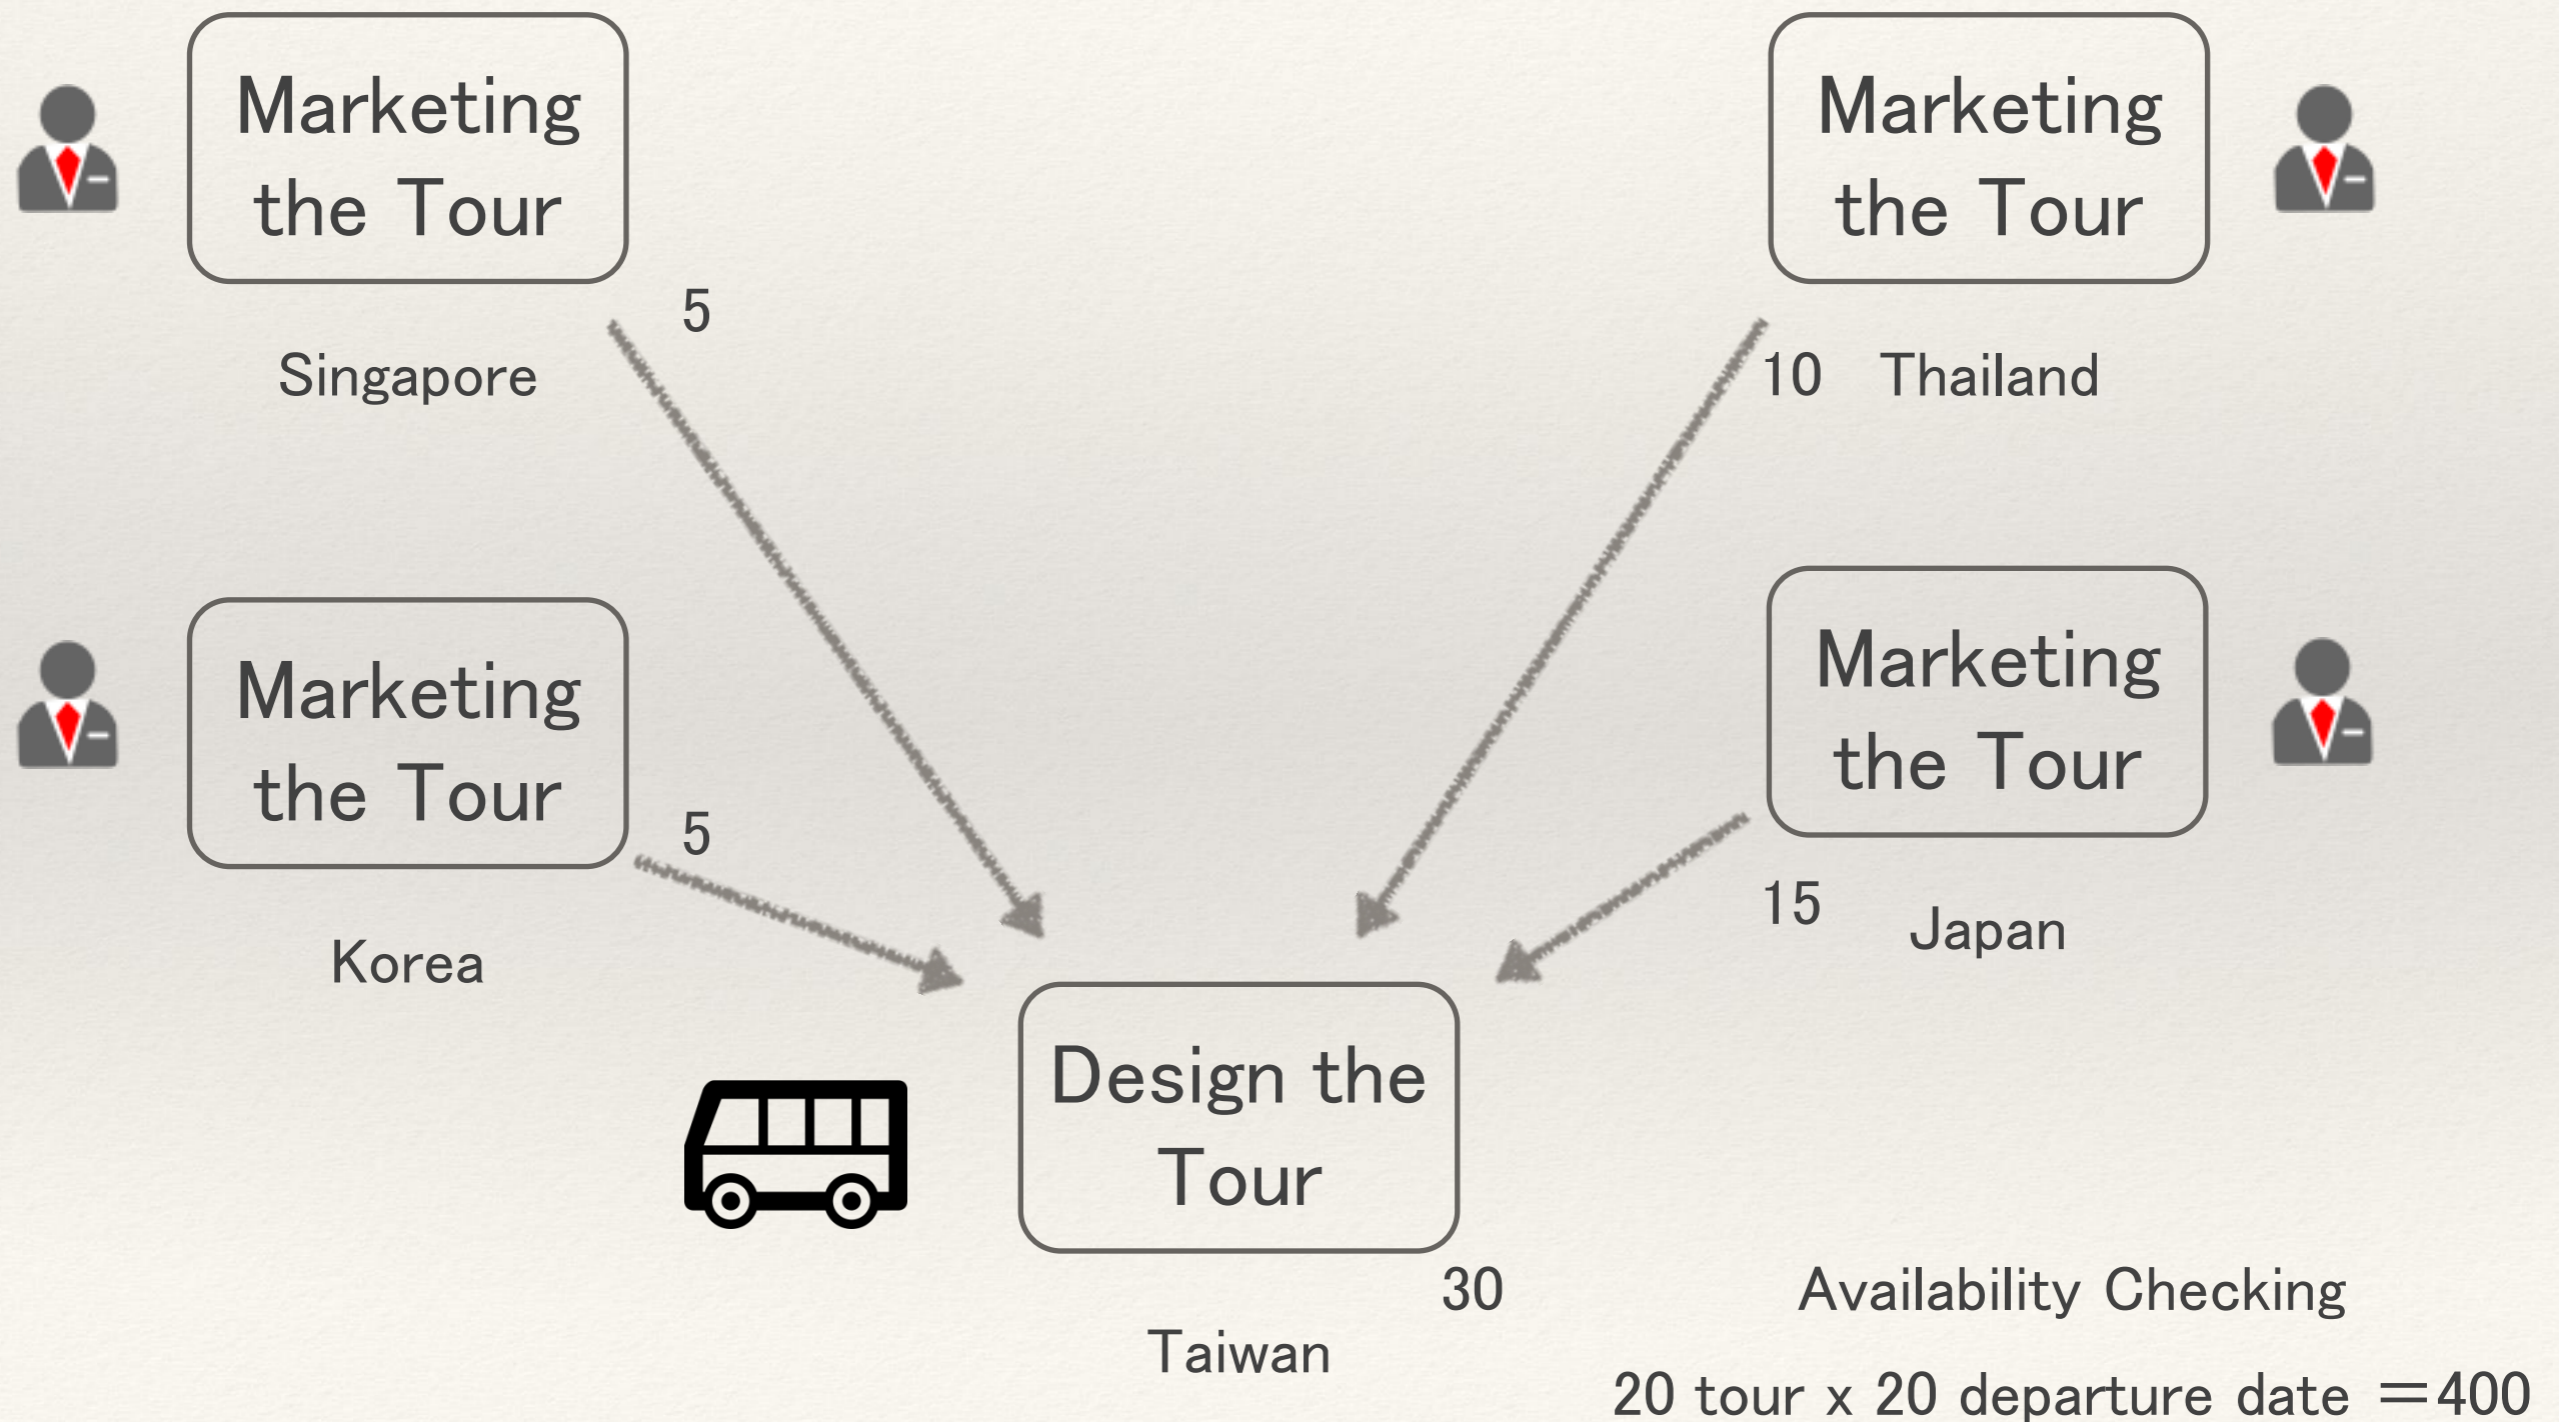 Marketing
the Tour
5
Singapore
Marketing
the Tour
10 Thailand
Marketing
the Tour
5
Korea
Marketing
the Tour
15
Japan
Design the
Tour
30
Taiwan
Availability Checking
20 tour x 20 departure date =400